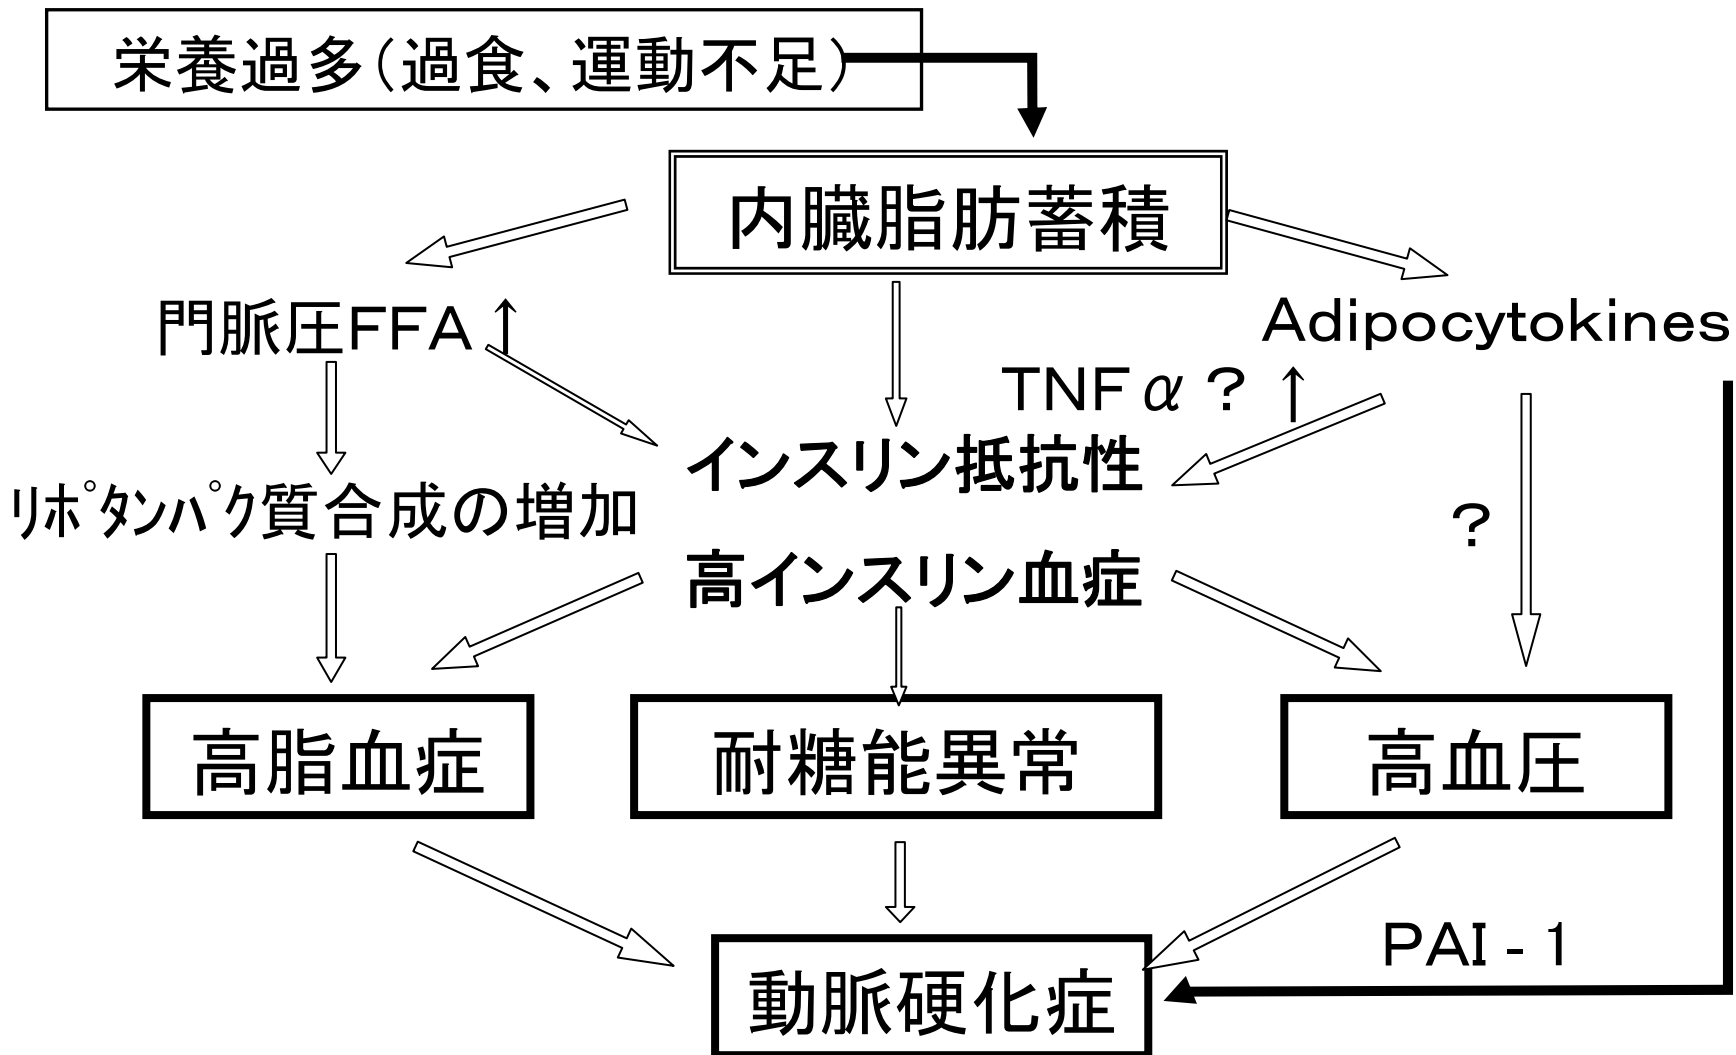 栄養過多(過食、運動不足)
内臓脂肪蓄積
門脈圧FFA↑
Adipocytokines
TNFα?↑
インスリン抵抗性
リポタンパク質合成の増加
?
高インスリン血症
高脂血症
耐糖能異常
高血圧
PAI-1
動脈硬化症